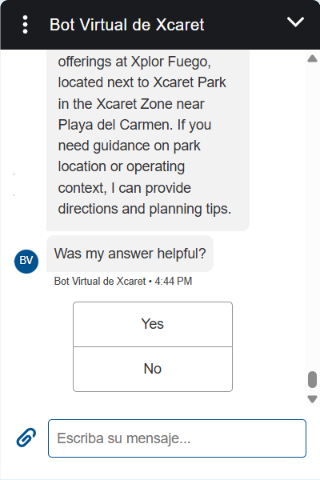 Bot Virtual de Xcaret
offerings at Xplor Fuego,
located next to Xcaret Park
in the Xcaret Zone near
Playa del Carmen. If you
need guidance on park
location or operating
context, I can provide
directions and planning tips.
Was my answer helpful?
BV
Bot Virtual de Xcaret • 4:44 PM
Yes
No
Escriba su mensaje...